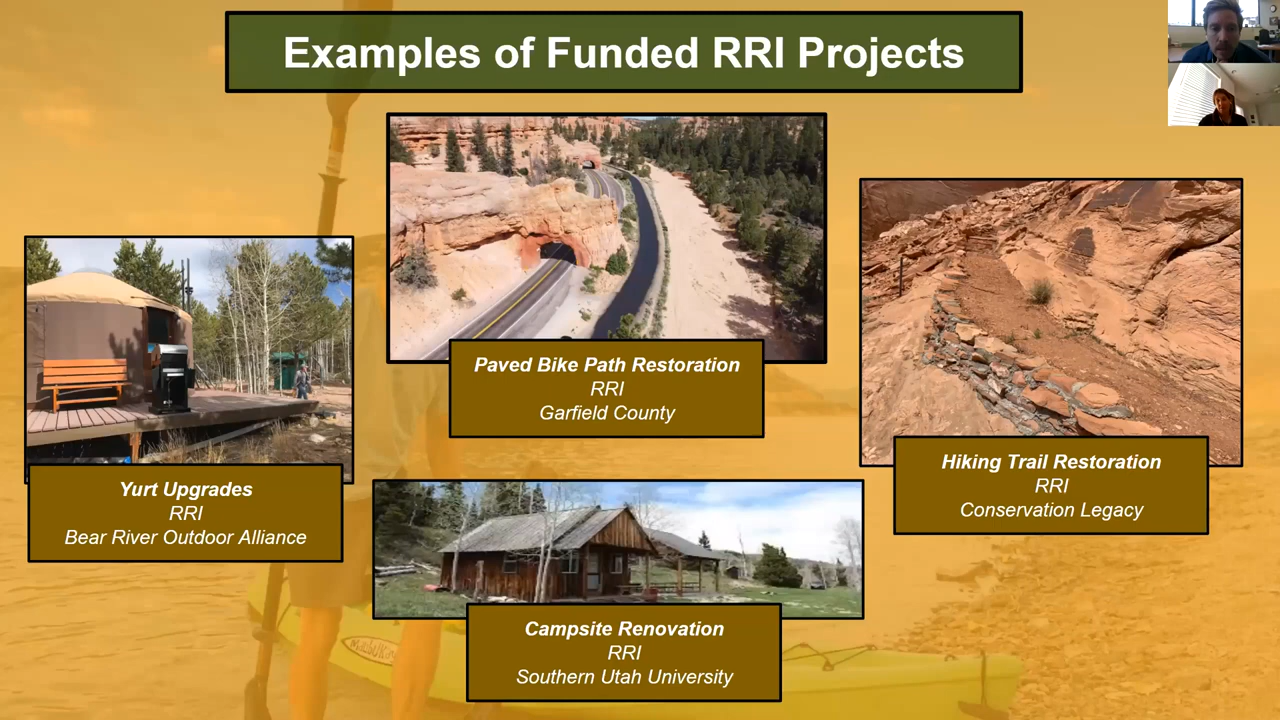 Examples of Funded RRI Projects
Paved Bike Path Restoration
RRI
Garfield County
Hiking Trail Restoration
RRI
Conservation Legacy
Yurt Upgrades
RRI
Bear River Outdoor Alliance
Campsite Renovation
RRI
Southern Utah University